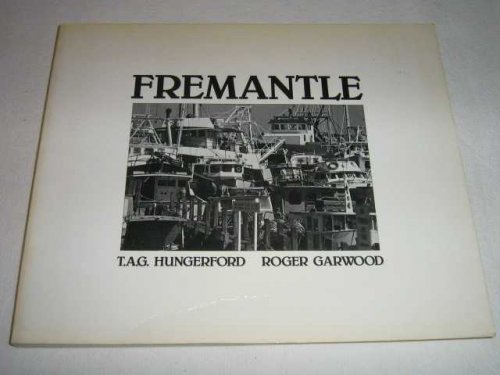 FREMANTLE
T.A.G. HUNGERFORD ROGER GARWOOD